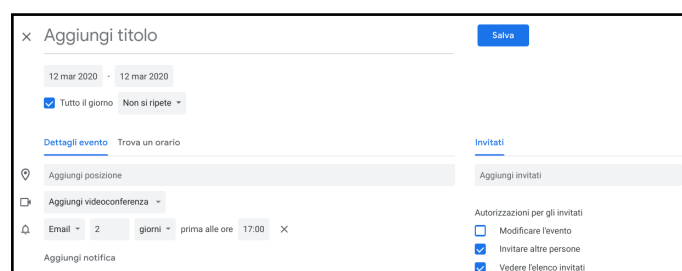 Aggiungi titolo
Salva
12 mar 2020 - 12 mar 2020
Tutto il giorno Non si ripete
Dettagli evento Trova un orario
Invitati
Aggiungi posizione
Aggiungi invitati
Aggiungi videoconferenza
Email 2 giorni prima alle ore 17:00
Aggiungi notifica
Autorizzazioni per gli invitati
Modificare l'evento
Invitare altre persone
Vedere l'elenco invitati